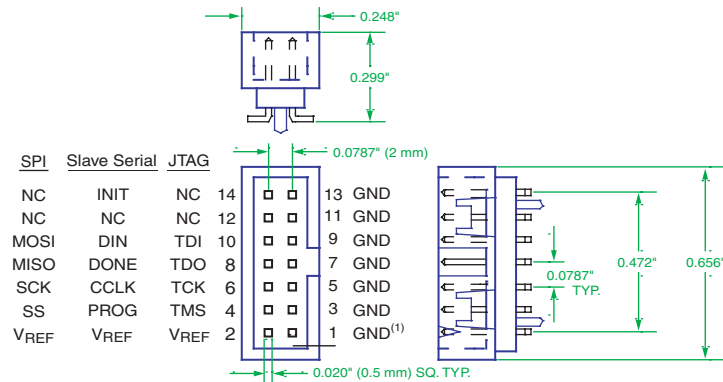 0.248"
0.299"
0.0787" (2 mm)
SPI Slave Serial JTAG
NC INIT NC 14 13 GND
NC NC NC 12 11 GND
MOSI DIN TDI 10 9 GND
MISO DONE TDO 8 7 GND
SCK CCLK TCK 6 5 GND
SS PROG TMS 4 3 GND
VREF VREF VREF 2 1 GND(1)
0.0787"
TYP.
0.472"
0.656"
0.020" (0.5 mm) SQ. TYP.